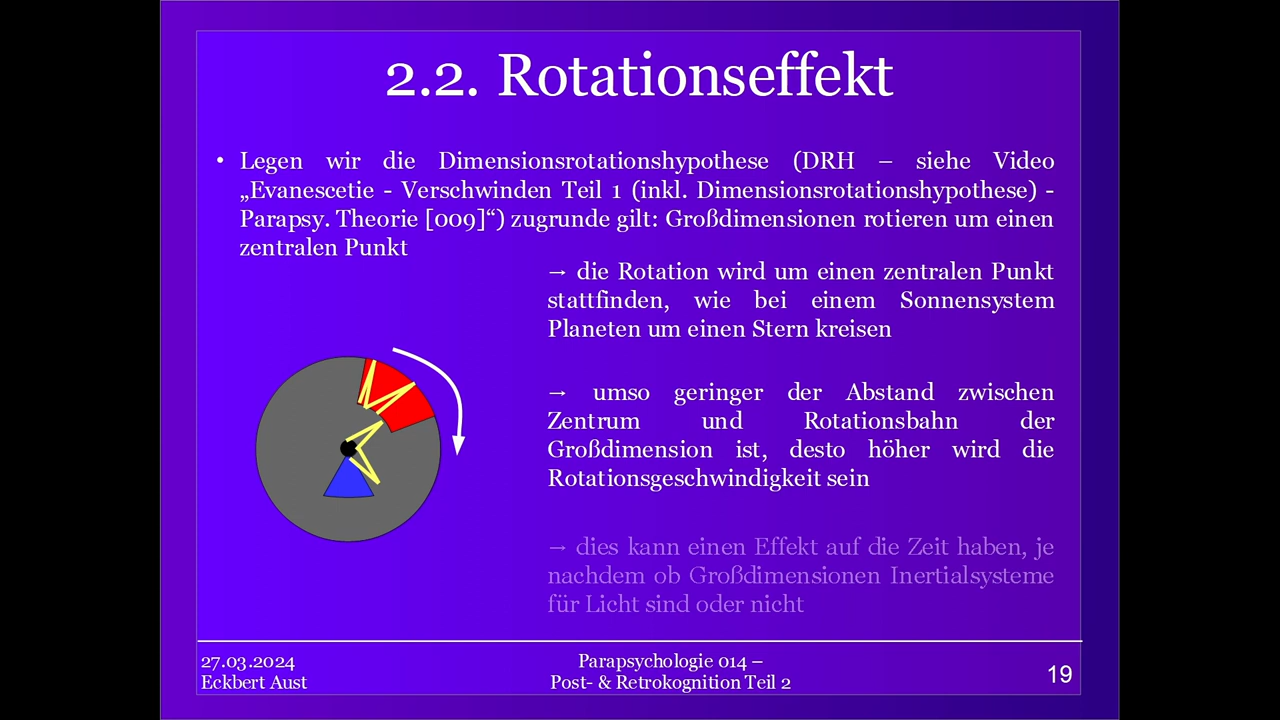 2.2. Rotationseffekt
• Legen wir die Dimensionsrotationshypothese (DRH – siehe Video
„Evanescetie - Verschwinden Teil 1 (inkl. Dimensionsrotationshypothese) -
Parapsy. Theorie [009]“) zugrunde gilt: Großdimensionen rotieren um einen
zentralen Punkt
→ die Rotation wird um einen zentralen Punkt
stattfinden, wie bei einem Sonnensystem
Planeten um einen Stern kreisen
→ umso geringer der Abstand zwischen
Zentrum und Rotationsbahn der
Großdimension ist, desto höher wird die
Rotationsgeschwindigkeit sein
→ dies kann einen Effekt auf die Zeit haben, je
nachdem ob Großdimensionen Inertialsysteme
für Licht sind oder nicht
27.03.2024
Eckbert Aust
Parapsychologie 014 –
Post- & Retrokognition Teil 2
19